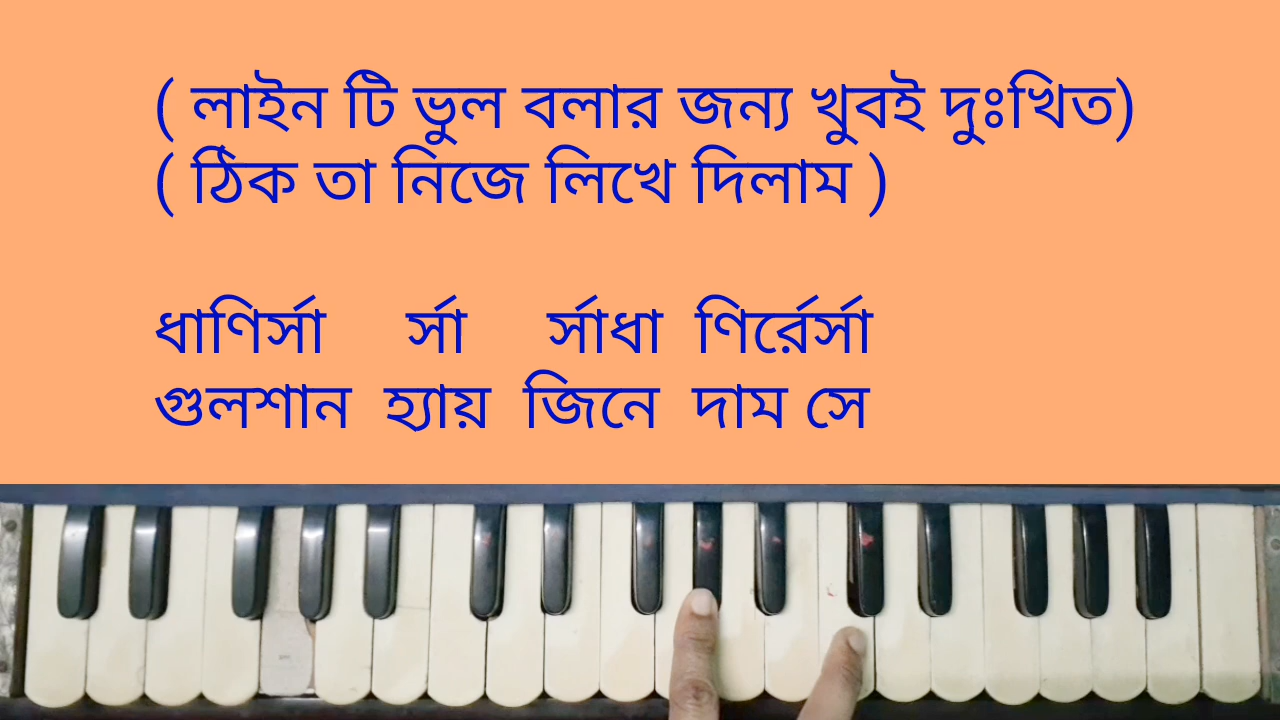 ( লাইন টি ভুল বলার জন্য খুবই দুঃখিত)
( ঠিক তা নিজে লিখে দিলাম )
ধাণির্সা র্সা র্সাধা ণির্রের্সা
গুলশান হ্যায় জিনে দাম সে